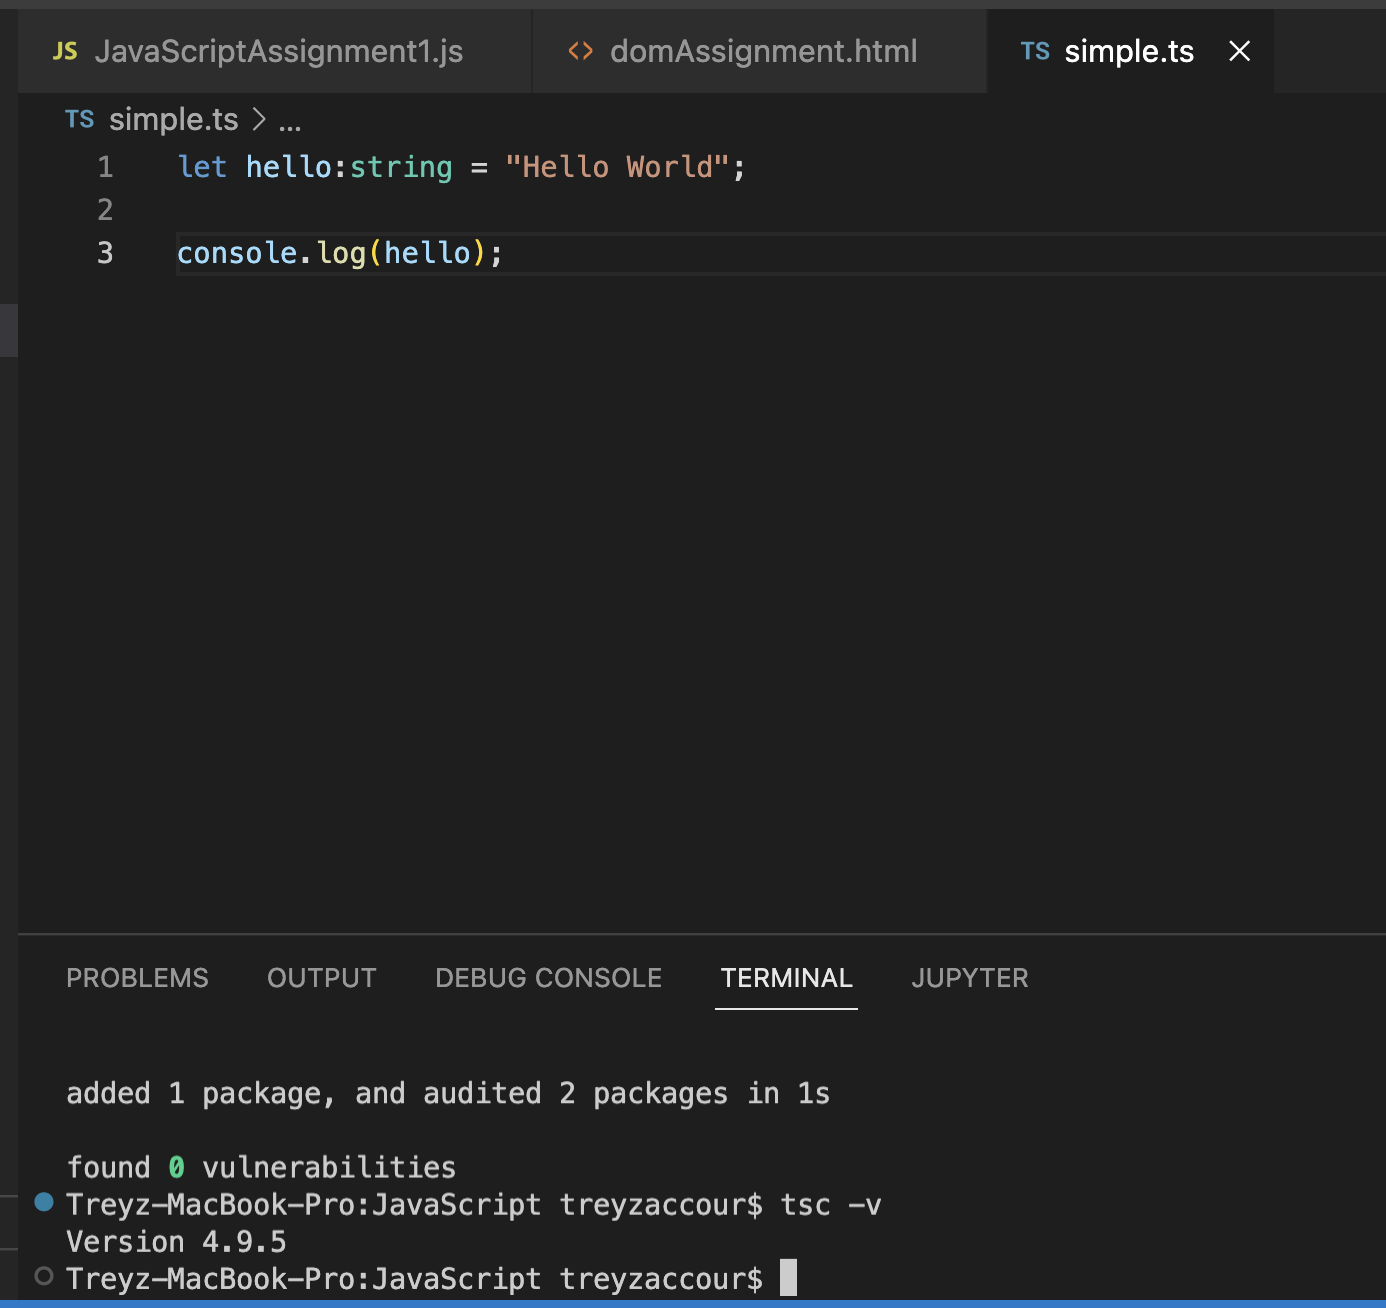 JS JavaScriptAssignment1.js <> domAssignment.html TS simple.ts ×
TS simple.ts > ...
1 let hello:string = "Hello World";
2
3 console.log(hello);
PROBLEMS OUTPUT DEBUG CONSOLE TERMINAL JUPYTER
added 1 package, and audited 2 packages in 1s
found 0 vulnerabilities
Treyz-MacBook-Pro:JavaScript treyzaccour$ tsc -v
Version 4.9.5
Treyz-MacBook-Pro:JavaScript treyzaccour$